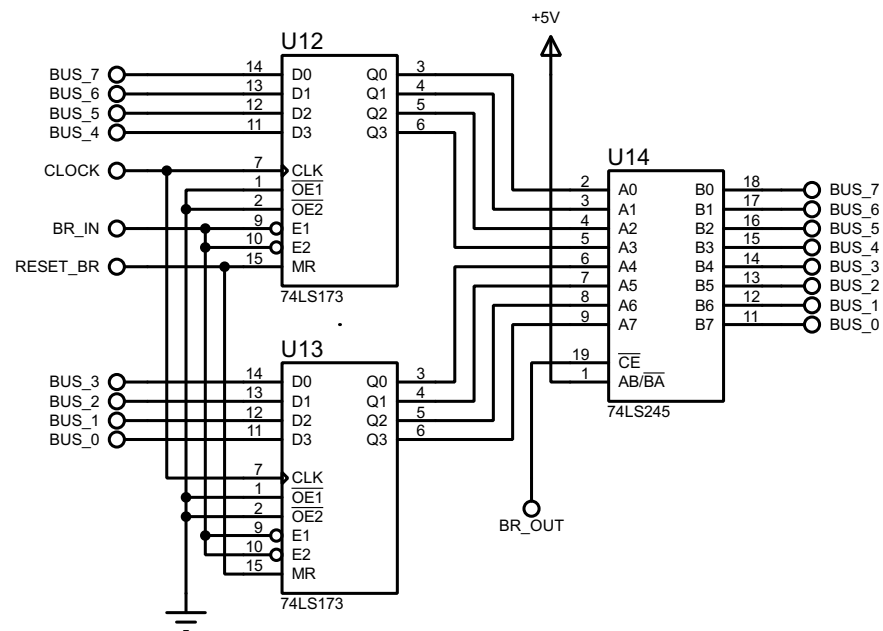 +5V
U12
BUS_7 14 D0 Q0 3
BUS_6 13 D1 Q1 4
BUS_5 12 D2 Q2 5
BUS_4 11 D3 Q3 6
CLOCK 7 CLK
1 OE1
2 OE2
BR_IN 9 E1
10 E2
RESET_BR 15 MR
74LS173
U14
2 A0 B0 18 BUS_7
3 A1 B1 17 BUS_6
4 A2 B2 16 BUS_5
5 A3 B3 15 BUS_4
6 A4 B4 14 BUS_3
7 A5 B5 13 BUS_2
8 A6 B6 12 BUS_1
9 A7 B7 11 BUS_0
19 CE
1 AB/BA
74LS245
U13
BUS_3 14 D0 Q0 3
BUS_2 13 D1 Q1 4
BUS_1 12 D2 Q2 5
BUS_0 11 D3 Q3 6
7 CLK
1 OE1
2 OE2
9 E1
10 E2
15 MR
74LS173
BR_OUT